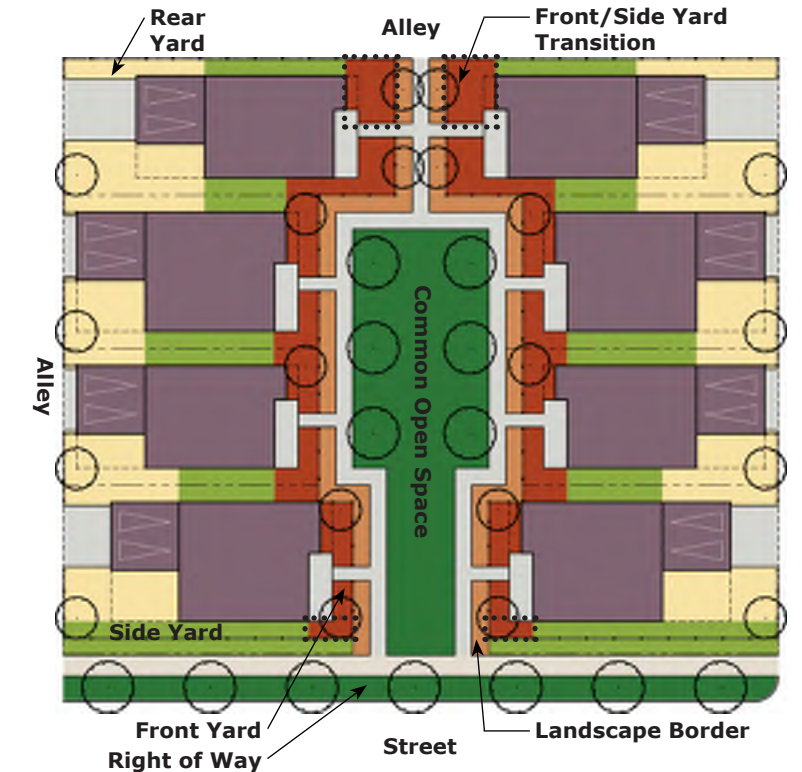 Rear
Yard
Alley
Front/Side Yard
Transition
Common Open Space
Alley
Side Yard
Front Yard
Right of Way
Street
Landscape Border